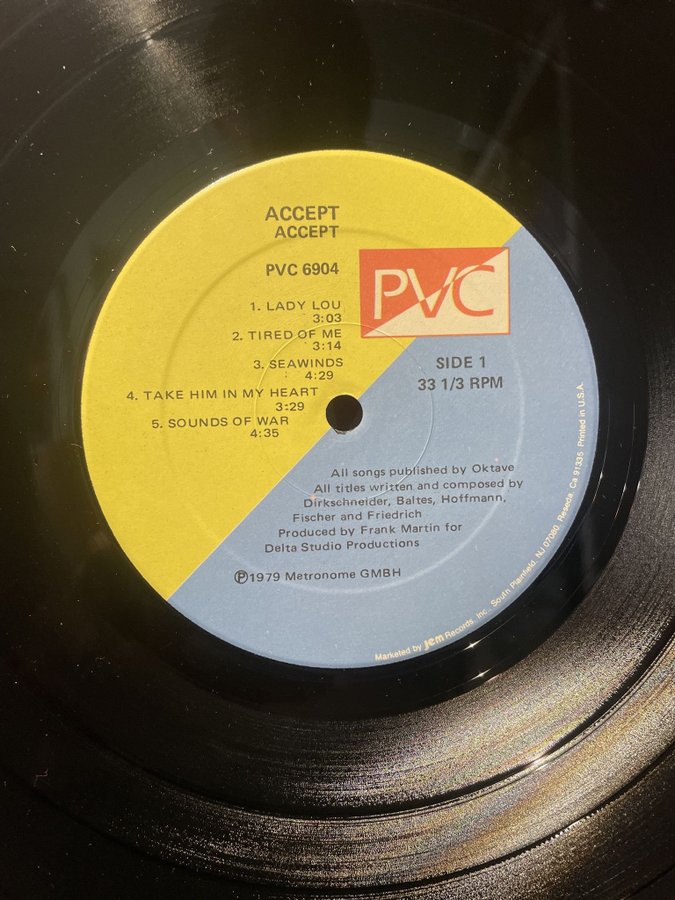 ACCEPT
ACCEPT
PVC 6904
PVC
1. LADY LOU
3:03
2. TIRED OF ME
3:14
3. SEAWINDS
4:29
4. TAKE HIM IN MY HEART
3:29
5. SOUNDS OF WAR
4:35
SIDE 1
33 1/3 RPM
All songs published by Oktave
All titles written and composed by
Dirkschneider, Baltes, Hoffmann,
Fischer and Friedrich
Produced by Frank Martin for
Delta Studio Productions
Ⓟ1979 Metronome GMBH
Marketed by jem Records, Inc. South Plainfield, NJ 07080, Reseda, Ca 91335 Printed in U.S.A.